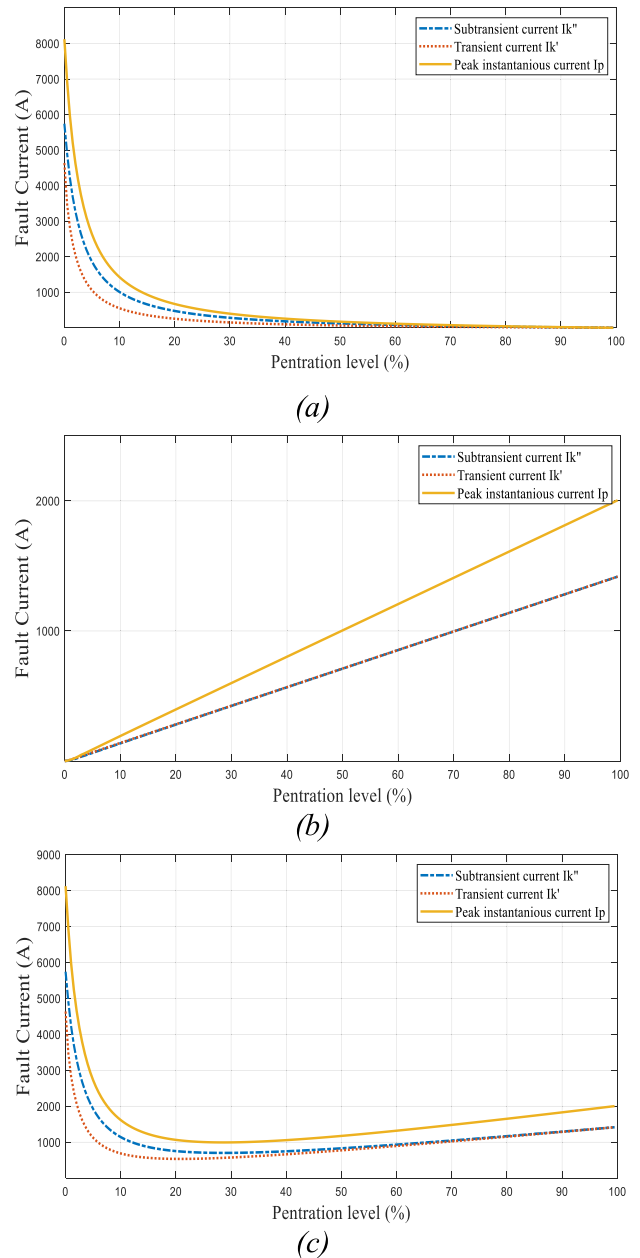 Subtransient current Ik"
Transient current Ik'
Peak instantanious current Ip
8000
7000
6000
5000
4000
3000
2000
1000
Fault Current (A)
0 10 20 30 40 50 60 70 80 90 100
Pentration level (%)
(a)
Subtransient current Ik"
Transient current Ik'
Peak instantanious current Ip
2000
1000
Fault Current (A)
0 10 20 30 40 50 60 70 80 90 100
Pentration level (%)
(b)
9000
Subtransient current Ik"
Transient current Ik'
Peak instantanious current Ip
8000
7000
6000
5000
4000
3000
2000
1000
0
Fault Current (A)
0 10 20 30 40 50 60 70 80 90 100
Pentration level (%)
(c)